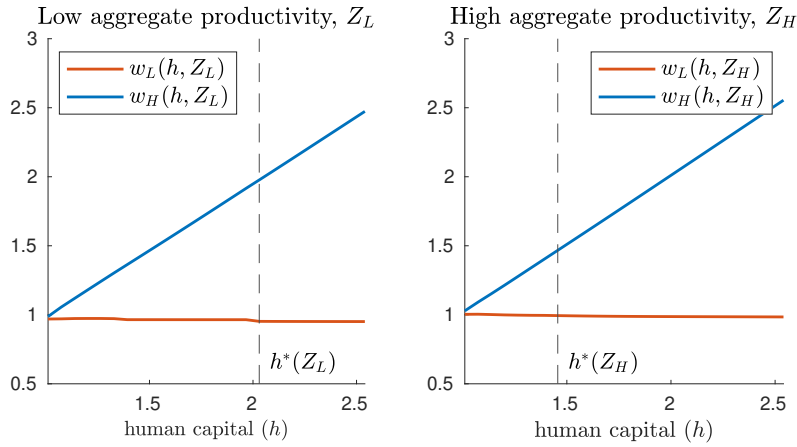 Low aggregate productivity, Z_L
3
2.5
2
1.5
1
0.5
w_L(h, Z_L)
w_H(h, Z_L)
h*(Z_L)
1.5
2
2.5
human capital (h)
High aggregate productivity, Z_H
3
2.5
2
1.5
1
0.5
w_L(h, Z_H)
w_H(h, Z_H)
h*(Z_H)
1.5
2
2.5
human capital (h)